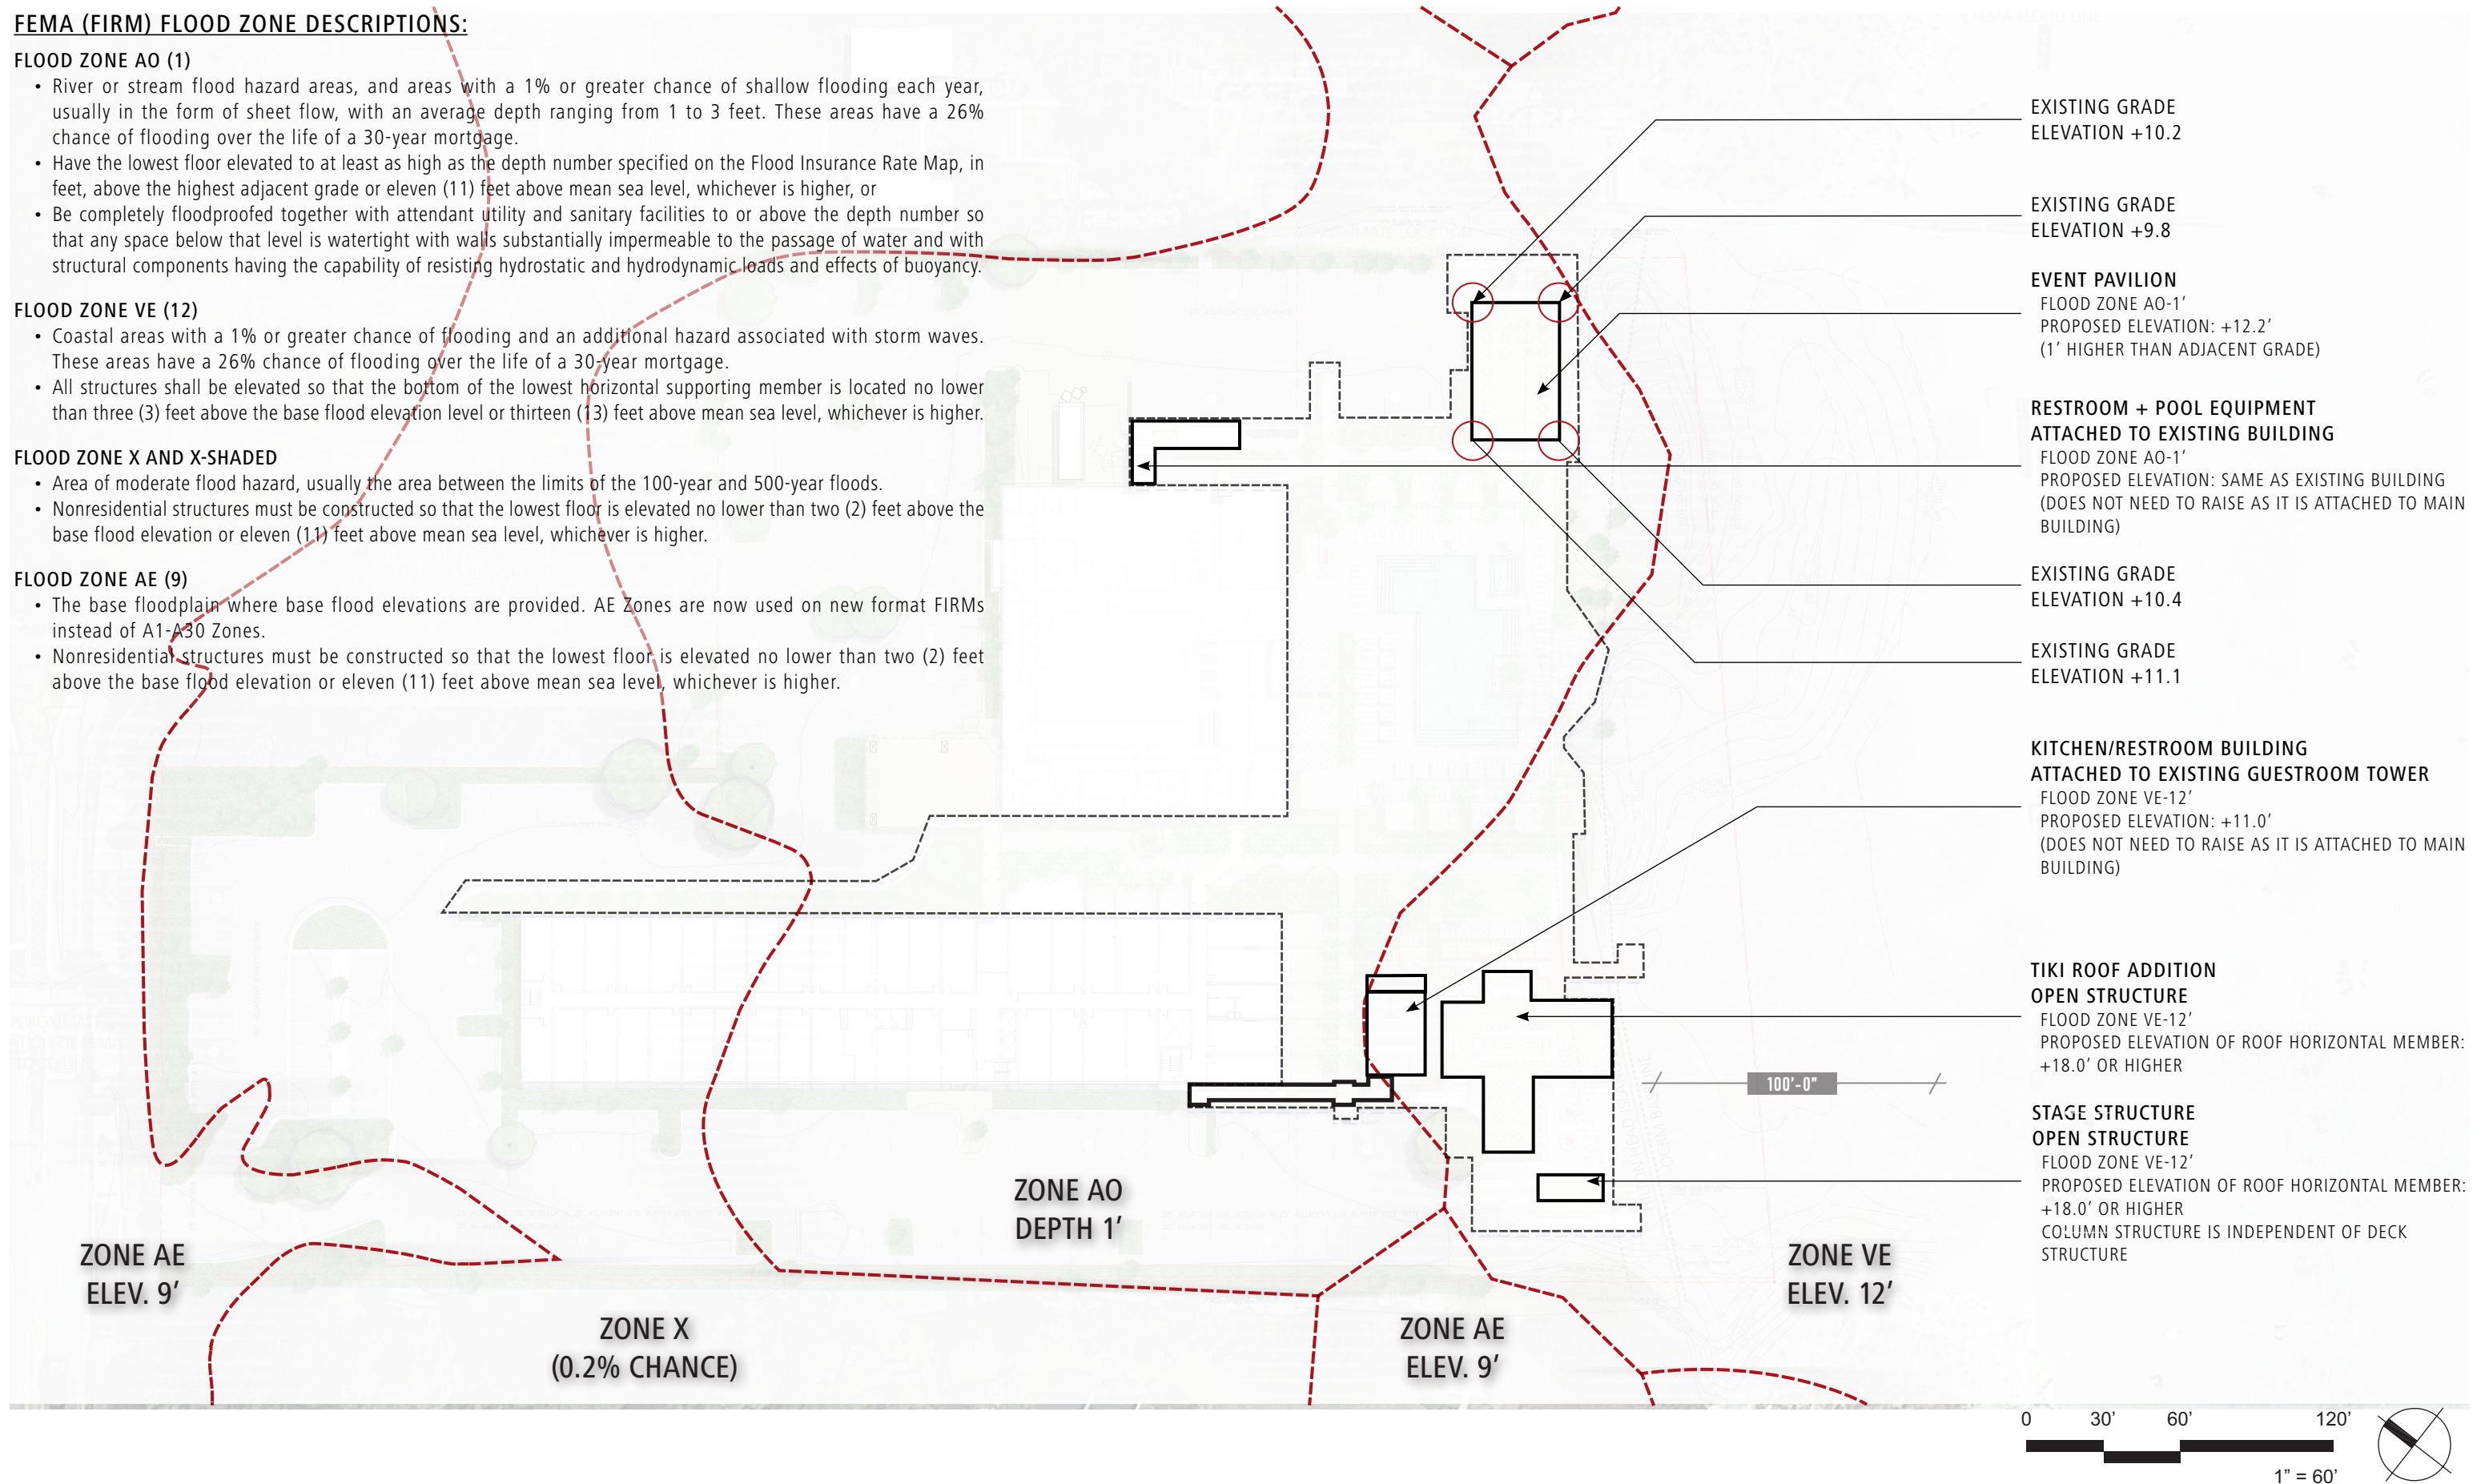 FEMA (FIRM) FLOOD ZONE DESCRIPTIONS:
FLOOD ZONE AO (1)
• River or stream flood hazard areas, and areas with a 1% or greater chance of shallow flooding each year,
usually in the form of sheet flow, with an average depth ranging from 1 to 3 feet. These areas have a 26%
chance of flooding over the life of a 30-year mortgage.
• Have the lowest floor elevated to at least as high as the depth number specified on the Flood Insurance Rate Map, in
feet, above the highest adjacent grade or eleven (11) feet above mean sea level, whichever is higher, or
• Be completely floodproofed together with attendant utility and sanitary facilities to or above the depth number so
that any space below that level is watertight with walls substantially impermeable to the passage of water and with
structural components having the capability of resisting hydrostatic and hydrodynamic loads and effects of buoyancy.
FLOOD ZONE VE (12)
• Coastal areas with a 1% or greater chance of flooding and an additional hazard associated with storm waves.
These areas have a 26% chance of flooding over the life of a 30-year mortgage.
• All structures shall be elevated so that the bottom of the lowest horizontal supporting member is located no lower
than three (3) feet above the base flood elevation level or thirteen (13) feet above mean sea level, whichever is higher.
FLOOD ZONE X AND X-SHADED
• Area of moderate flood hazard, usually the area between the limits of the 100-year and 500-year floods.
• Nonresidential structures must be constructed so that the lowest floor is elevated no lower than two (2) feet above the
base flood elevation or eleven (11) feet above mean sea level, whichever is higher.
FLOOD ZONE AE (9)
• The base floodplain where base flood elevations are provided. AE Zones are now used on new format FIRMs
instead of A1-A30 Zones.
• Nonresidential structures must be constructed so that the lowest floor is elevated no lower than two (2) feet
above the base flood elevation or eleven (11) feet above mean sea level, whichever is higher.
EXISTING GRADE
ELEVATION +10.2
EXISTING GRADE
ELEVATION +9.8
EVENT PAVILION
FLOOD ZONE AO-1'
PROPOSED ELEVATION: +12.2'
(1' HIGHER THAN ADJACENT GRADE)
RESTROOM + POOL EQUIPMENT
ATTACHED TO EXISTING BUILDING
FLOOD ZONE AO-1'
PROPOSED ELEVATION: SAME AS EXISTING BUILDING
(DOES NOT NEED TO RAISE AS IT IS ATTACHED TO MAIN
BUILDING)
EXISTING GRADE
ELEVATION +10.4
EXISTING GRADE
ELEVATION +11.1
KITCHEN/RESTROOM BUILDING
ATTACHED TO EXISTING GUESTROOM TOWER
FLOOD ZONE VE-12'
PROPOSED ELEVATION: +11.0'
(DOES NOT NEED TO RAISE AS IT IS ATTACHED TO MAIN
BUILDING)
TIKI ROOF ADDITION
OPEN STRUCTURE
FLOOD ZONE VE-12'
PROPOSED ELEVATION OF ROOF HORIZONTAL MEMBER:
+18.0' OR HIGHER
100'-0"
STAGE STRUCTURE
OPEN STRUCTURE
FLOOD ZONE VE-12'
PROPOSED ELEVATION OF ROOF HORIZONTAL MEMBER:
+18.0' OR HIGHER
COLUMN STRUCTURE IS INDEPENDENT OF DECK
STRUCTURE
ZONE AE
ELEV. 9'
ZONE X
(0.2% CHANCE)
ZONE AO
DEPTH 1'
ZONE AE
ELEV. 9'
ZONE VE
ELEV. 12'
0 30' 60' 120'
1" = 60'